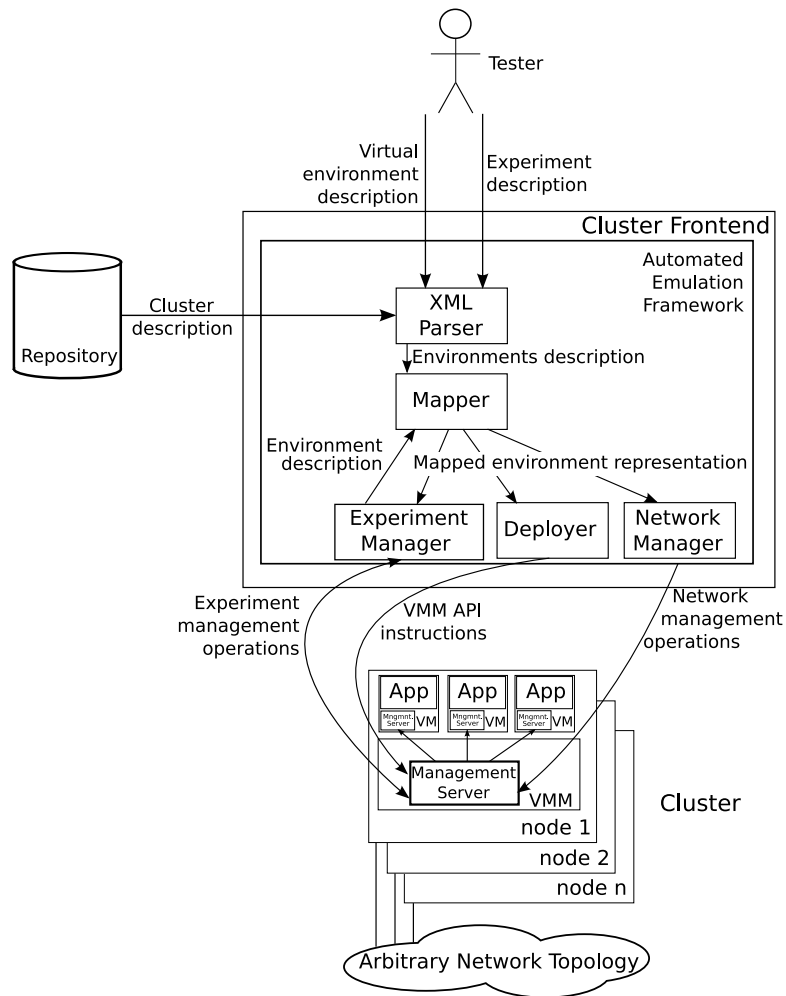 Tester
Virtual
environment
description
Experiment
description
Cluster Frontend
Automated
Emulation
Framework
Repository
Cluster
description
XML
Parser
Environments description
Mapper
Environment
description
Mapped environment representation
Experiment
Manager
Deployer
Network
Manager
Experiment
management
operations
VMM API
instructions
Network
management
operations
App
Mngmnt.
Server
VM
App
Mngmnt.
Server
VM
App
Mngmnt.
Server
VM
Management
Server
VMM
node 1
Cluster
node 2
node n
Arbitrary Network Topology